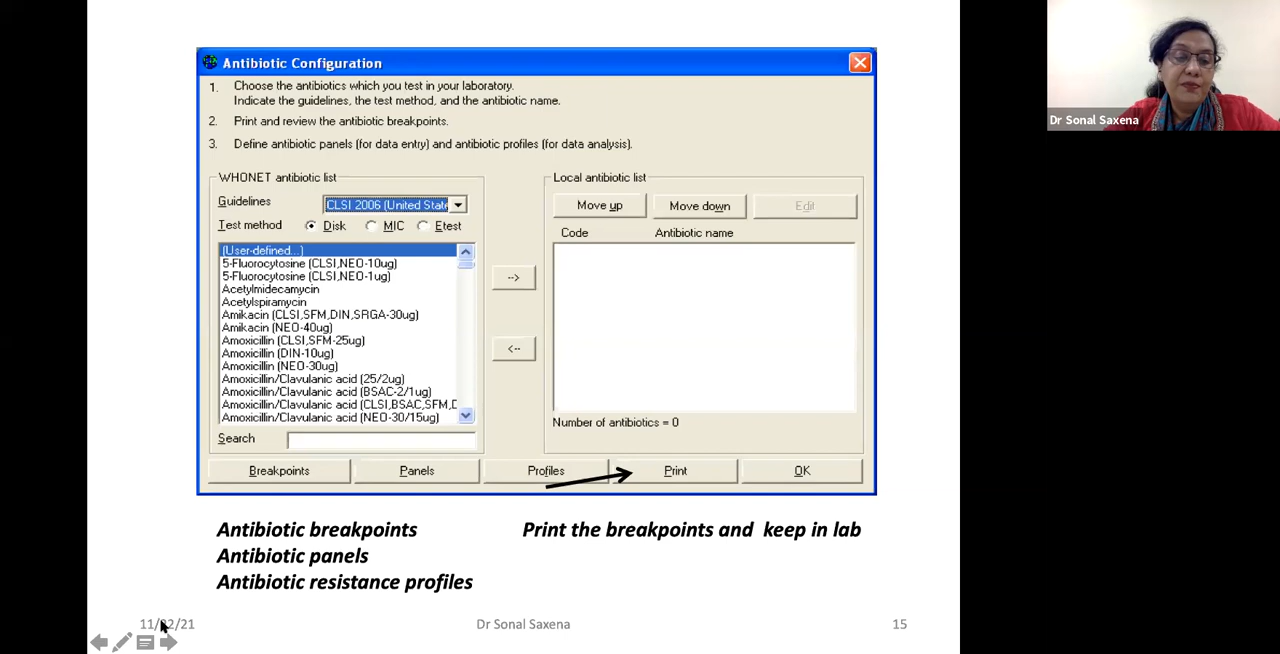 Antibiotic Configuration
1. Choose the antibiotics which you test in your laboratory.
Indicate the guidelines, the test method, and the antibiotic name.
2. Print and review the antibiotic breakpoints.
3. Define antibiotic panels (for data entry) and antibiotic profiles (for data analysis).
WHONET antibiotic list
Guidelines
CLSI 2006 (United State
Test method
Disk
MIC
Etest
(User-defined...)
5-Fluorocytosine (CLSI,NEO-10ug)
5-Fluorocytosine (CLSI,NEO-1ug)
Acetylmidecamycin
Acetylspiramycin
Amikacin (CLSI,SFM,DIN,SRGA-30ug)
Amikacin (NEO-40ug)
Amoxicillin (CLSI,SFM-25ug)
Amoxicillin (DIN-10ug)
Amoxicillin (NEO-30ug)
Amoxicillin/Clavulanic acid (25/2ug)
Amoxicillin/Clavulanic acid (BSAC-2/1ug)
Amoxicillin/Clavulanic acid (CLSI,BSAC,SFM,D
Amoxicillin/Clavulanic acid (NEO-30/15ug)
Search
-->
<--
Local antibiotic list
Move up
Move down
Edit
Code
Antibiotic name
Number of antibiotics = 0
Breakpoints
Panels
Profiles
Print
OK
Antibiotic breakpoints
Antibiotic panels
Antibiotic resistance profiles
Print the breakpoints and keep in lab
Dr Sonal Saxena
15
Dr Sonal Saxena